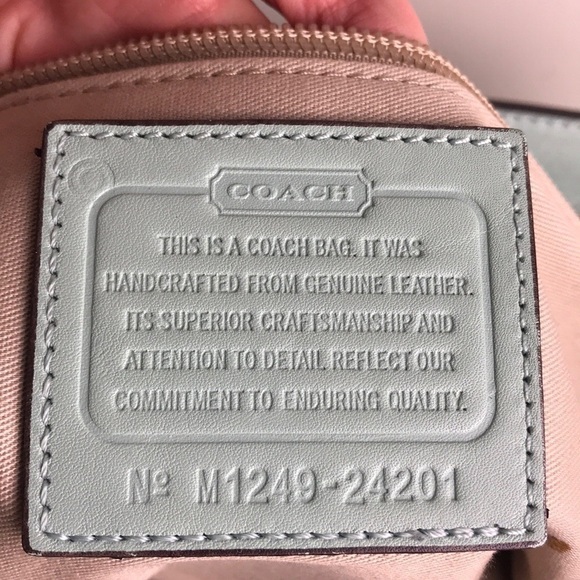 COACH
THIS IS A COACH BAG. IT WAS
HANDCRAFTED FROM GENUINE LEATHER.
ITS SUPERIOR CRAFTSMANSHIP AND
ATTENTION TO DETAIL REFLECT OUR
COMMITMENT TO ENDURING QUALITY.
Nº M1249-24201